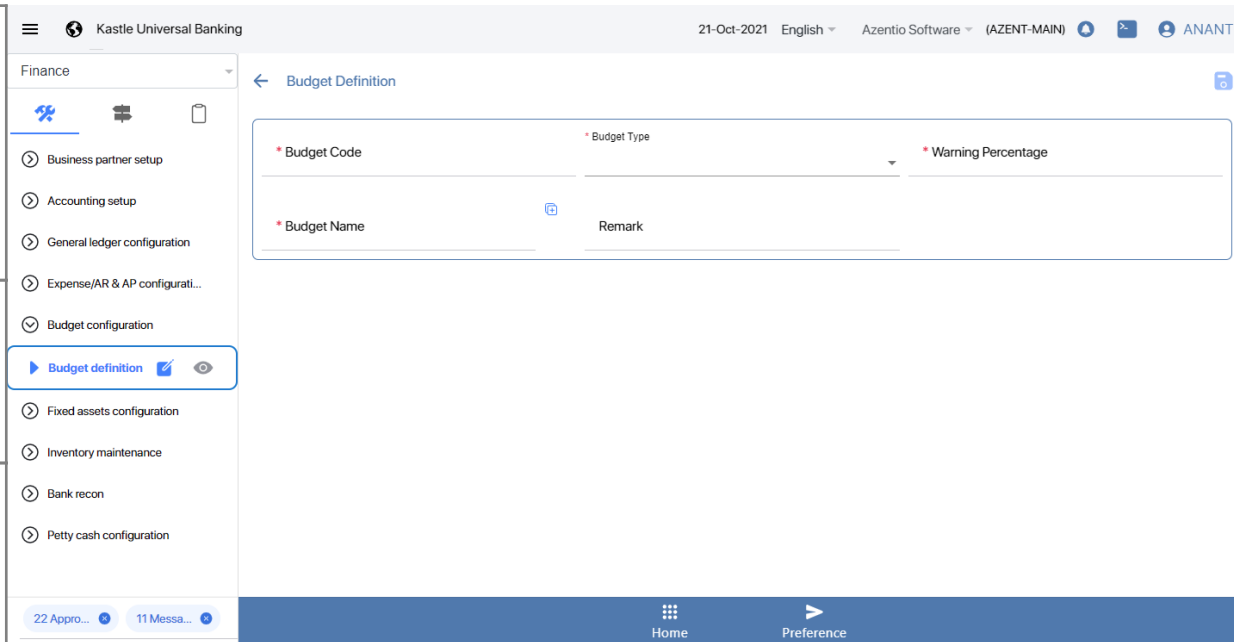 Kastle Universal Banking
21-Oct-2021 English Azentio Software (AZENT-MAIN) ANANT
Finance
Budget Definition
* Budget Code
* Budget Type
* Warning Percentage
* Budget Name
Remark
Business partner setup
Accounting setup
General ledger configuration
Expense/AR & AP configurati...
Budget configuration
Budget definition
Fixed assets configuration
Inventory maintenance
Bank recon
Petty cash configuration
22 Appro...
11 Messa...
Home
Preference